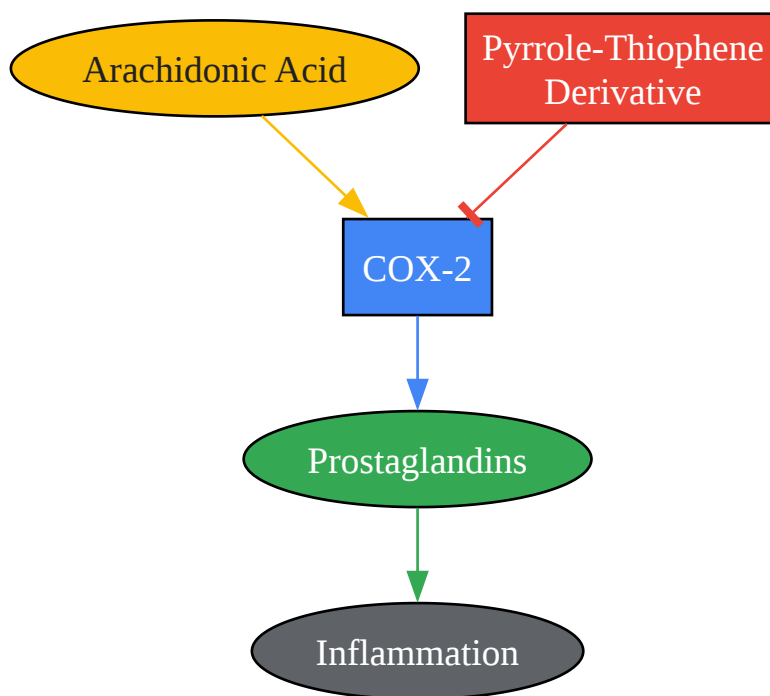 Arachidonic Acid
Pyrrole-Thiophene
Derivative
COX-2
Prostaglandins
Inflammation